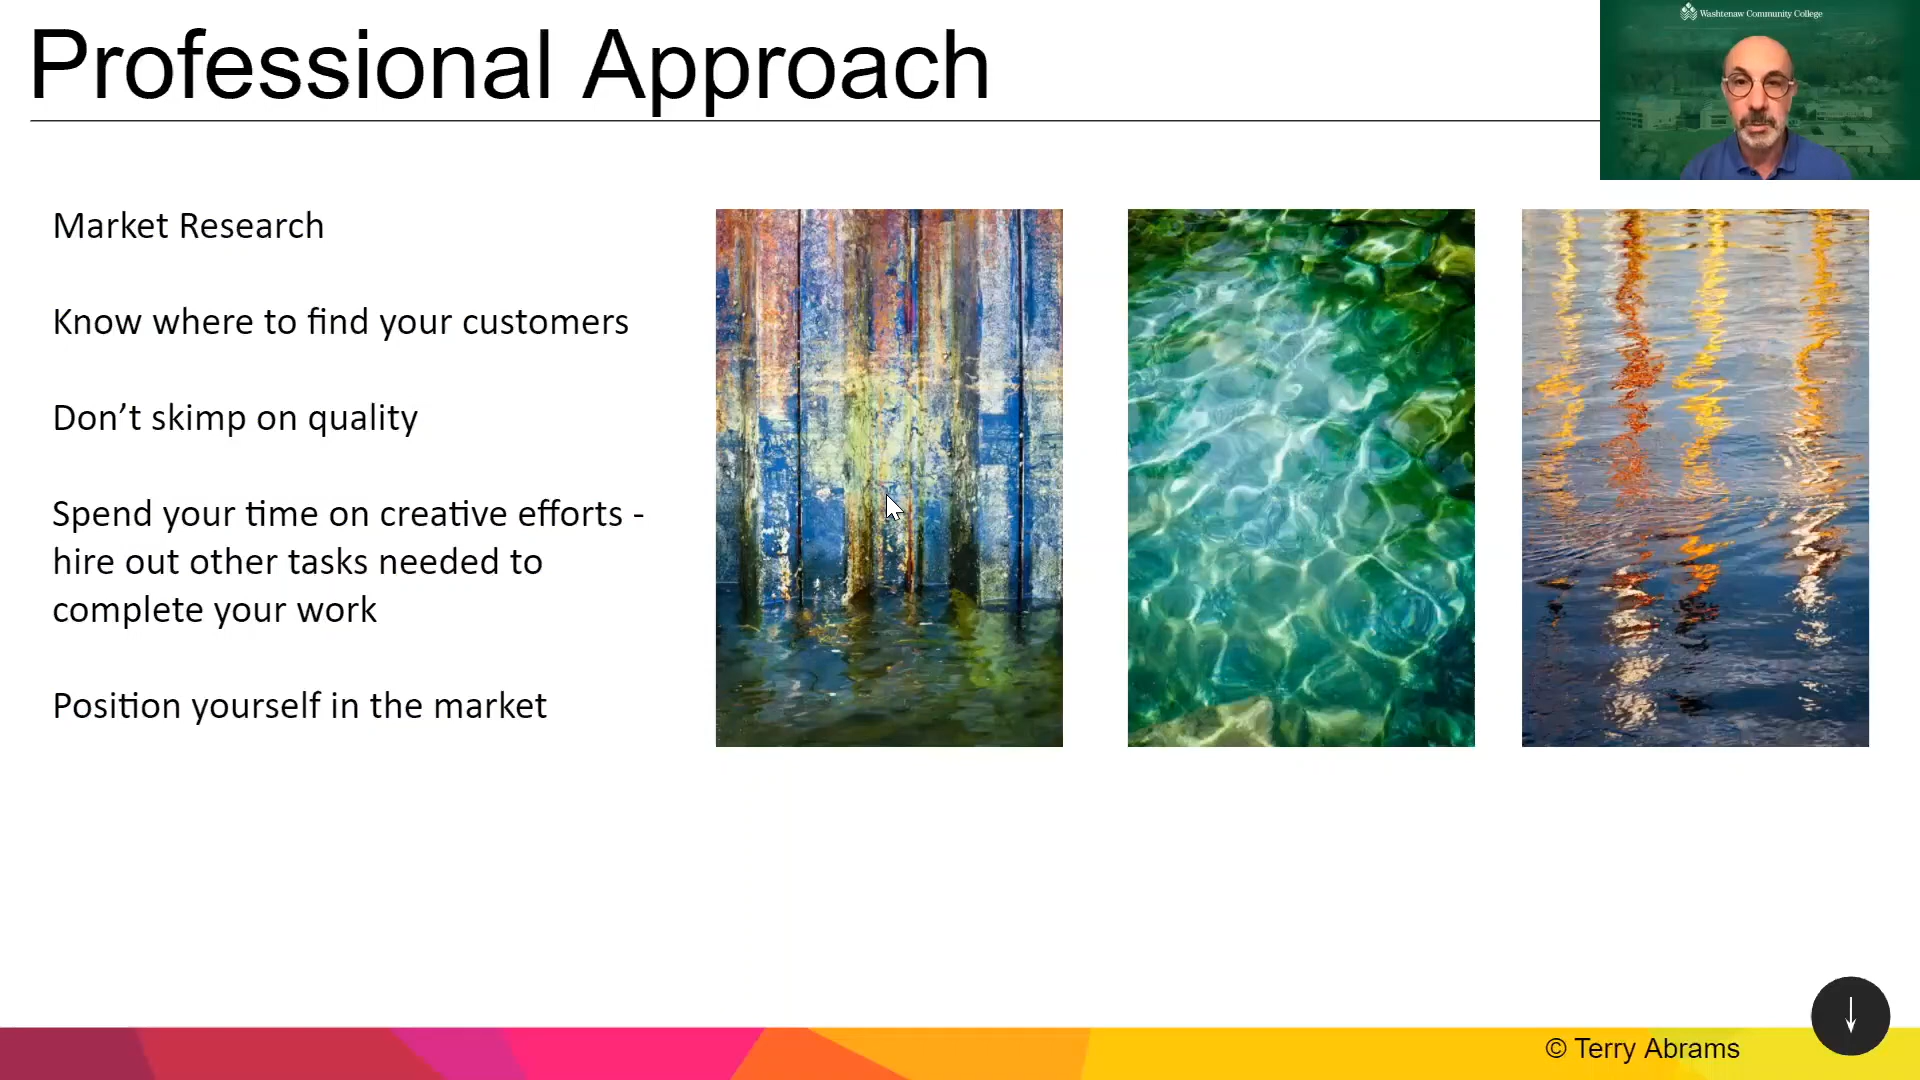 Professional Approach
Washtenaw Community College
Market Research
Know where to find your customers
Don’t skimp on quality
Spend your time on creative efforts -
hire out other tasks needed to
complete your work
Position yourself in the market
© Terry Abrams